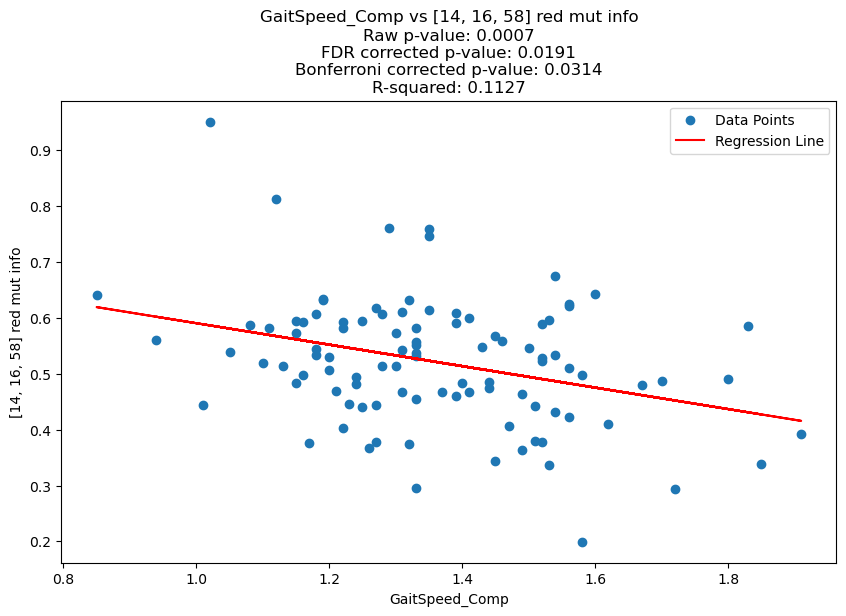 GaitSpeed_Comp vs [14, 16, 58] red mut info
Raw p-value: 0.0007
FDR corrected p-value: 0.0191
Bonferroni corrected p-value: 0.0314
R-squared: 0.1127
Data Points
Regression Line
[14, 16, 58] red mut info
0.9
0.8
0.7
0.6
0.5
0.4
0.3
0.2
0.8
1.0
1.2
1.4
1.6
1.8
GaitSpeed_Comp